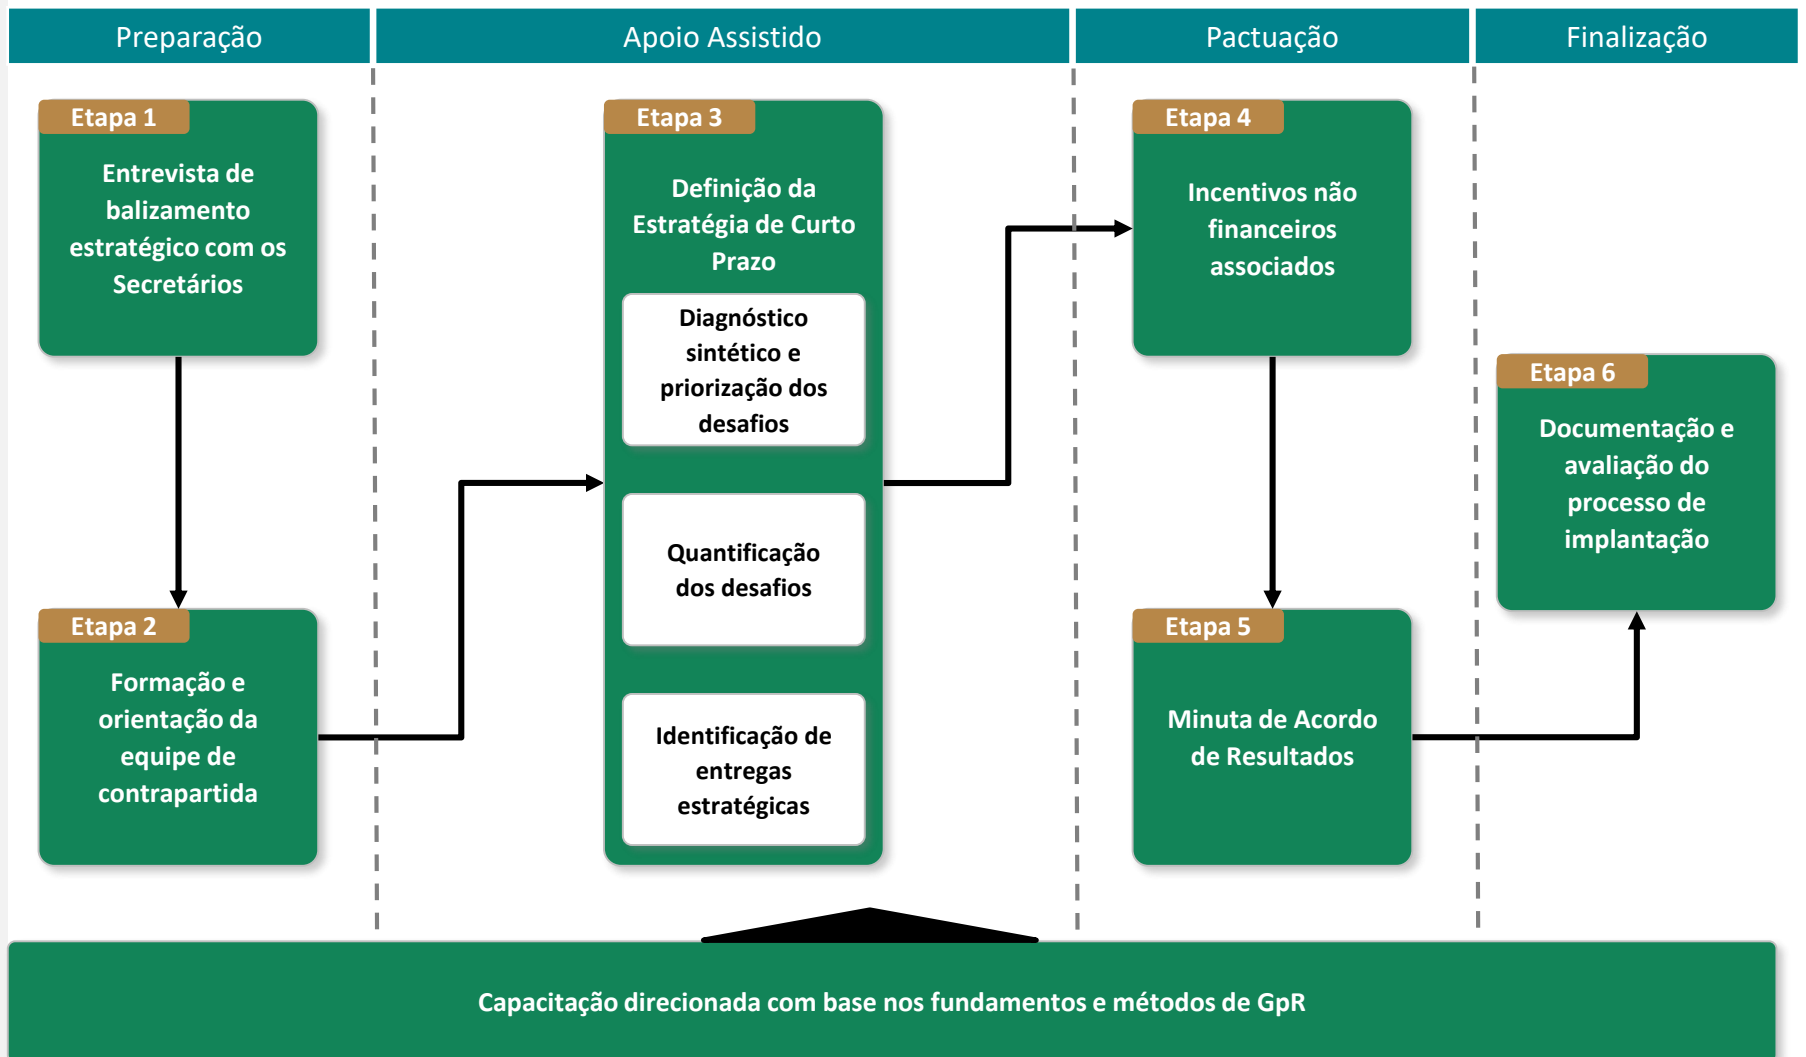 Preparação
Apoio Assistido
Pactuação
Finalização
Etapa 1
Entrevista de
balizamento
estratégico com os
Secretários
Etapa 2
Formação e
orientação da
equipe de
contrapartida
Etapa 3
Definição da
Estratégia de Curto
Prazo
Diagnóstico
sintético e
priorização dos
desafios
Quantificação
dos desafios
Identificação de
entregas
estratégicas
Etapa 4
Incentivos não
financeiros
associados
Etapa 5
Minuta de Acordo
de Resultados
Etapa 6
Documentação e
avaliação do
processo de
implantação
Capacitação direcionada com base nos fundamentos e métodos de GpR